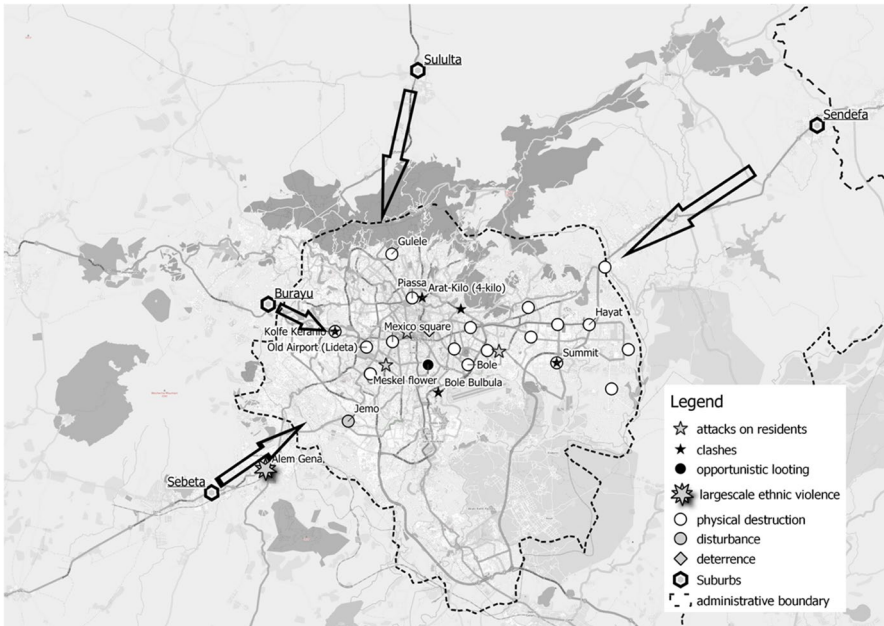 Sululta
Sendefa
Gulele
Piassa
Arat-Kilo (4-kilo)
Burayu
Hayat
Kolfe Keranio
Mexico square
Old Airport (Lideta)
Summit
Bole
Meskel flower
Bole Bulbula
Jemo
Alem Gena
Sebeta
Legend
attacks on residents
clashes
opportunistic looting
largescale ethnic violence
physical destruction
disturbance
deterrence
Suburbs
administrative boundary